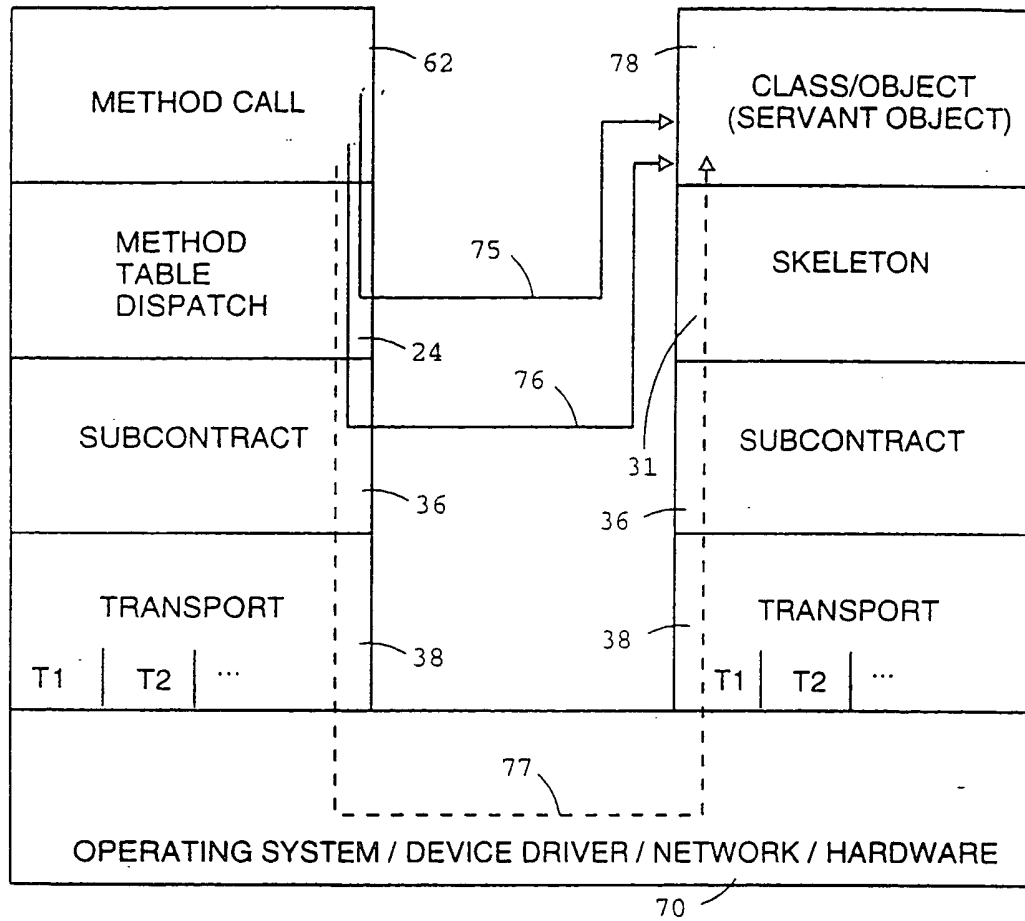 62
METHOD CALL
METHOD
TABLE
DISPATCH
24
SUBCONTRACT
36
TRANSPORT
38
T1 T2 ...
75
76
78
CLASS/OBJECT
(SERVANT OBJECT)
SKELETON
31
SUBCONTRACT
36
TRANSPORT
38
T1 T2 ...
77
OPERATING SYSTEM / DEVICE DRIVER / NETWORK / HARDWARE
70